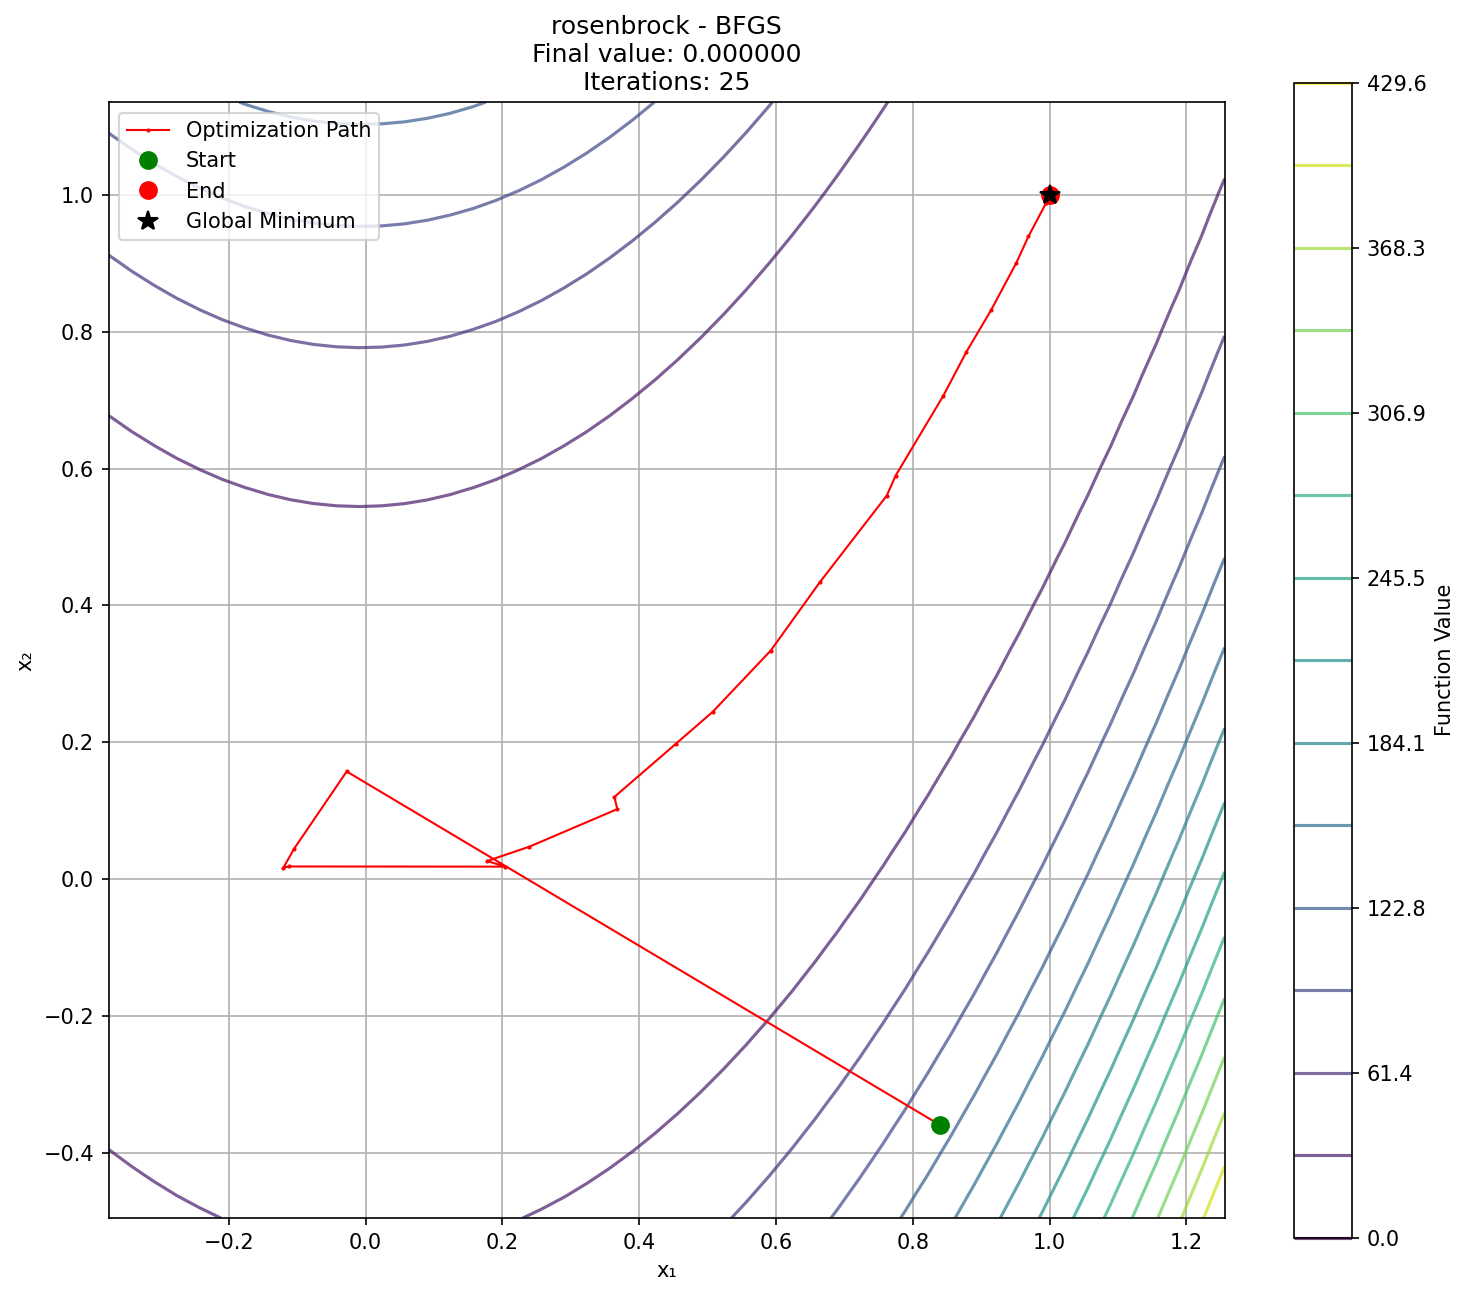 rosenbrock - BFGS
Final value: 0.000000
Iterations: 25
Optimization Path
Start
End
Global Minimum
x₂
1.0
0.8
0.6
0.4
0.2
0.0
−0.2
−0.4
−0.2
0.0
0.2
0.4
0.6
0.8
1.0
1.2
x₁
429.6
368.3
306.9
245.5
184.1
122.8
61.4
0.0
Function Value